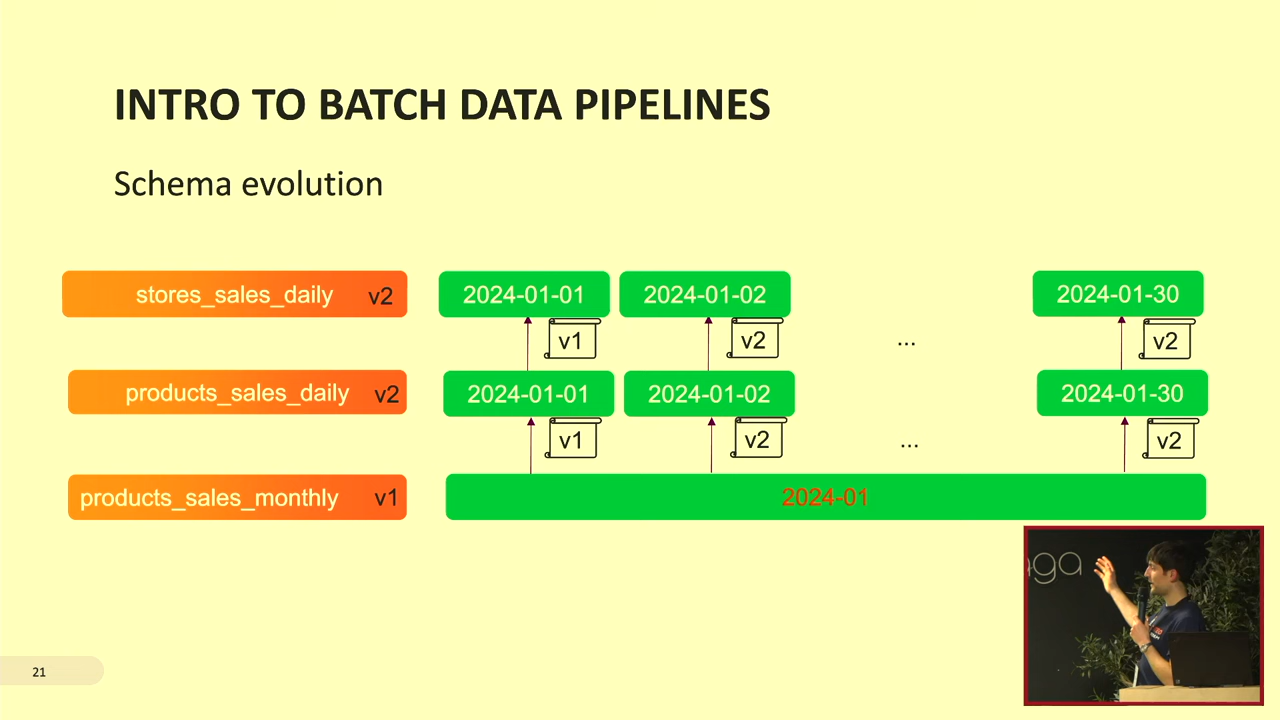 INTRO TO BATCH DATA PIPELINES
Schema evolution
stores_sales_daily v2 2024-01-01 2024-01-02 2024-01-30
v1 v2 ... v2
products_sales_daily v2 2024-01-01 2024-01-02 2024-01-30
v1 v2 ... v2
products_sales_monthly v1 2024-01
21